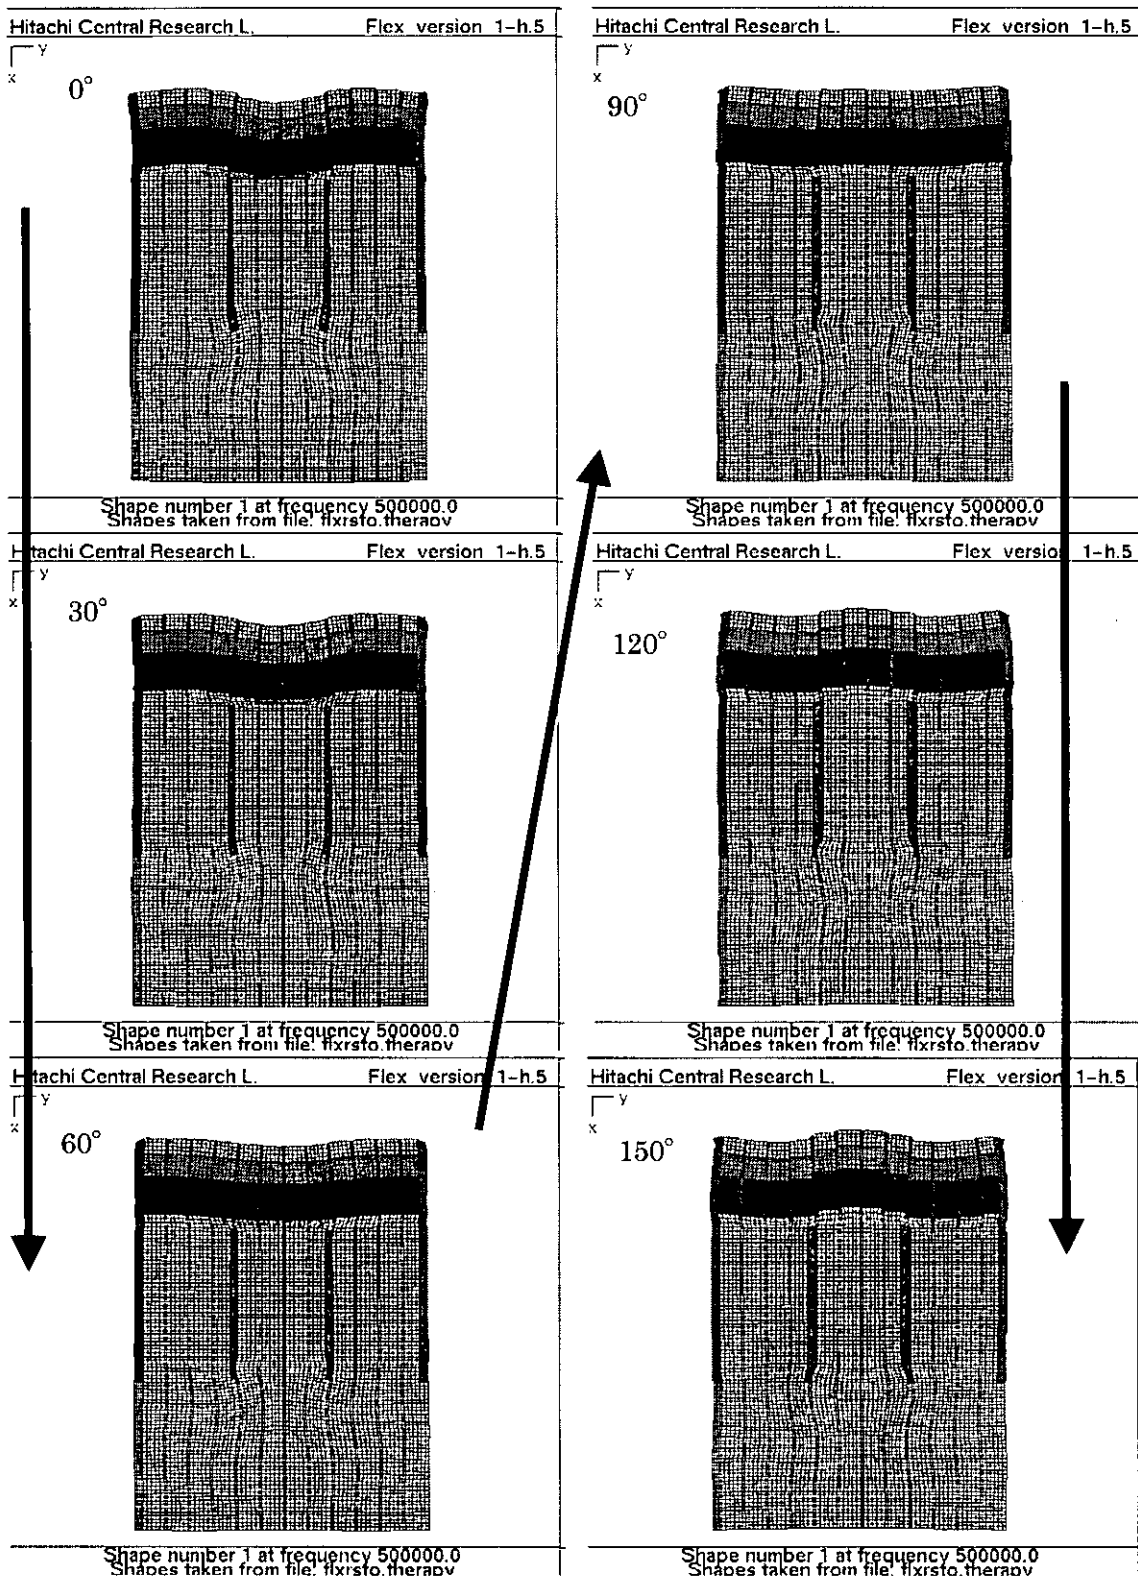 Hitachi Central Research L. Flex version 1-h.5
y
x
0°
Shape number 1 at frequency 500000.0
Shapes taken from file: flxrsto.therapy
Hitachi Central Research L. Flex version 1-h.5
y
x
30°
Shape number 1 at frequency 500000.0
Shapes taken from file: flxrsto.therapy
Hitachi Central Research L. Flex version 1-h.5
y
x
60°
Shape number 1 at frequency 500000.0
Shapes taken from file: flxrsto.therapy
Hitachi Central Research L. Flex version 1-h.5
y
x
90°
Shape number 1 at frequency 500000.0
Shapes taken from file: flxrsto.therapy
Hitachi Central Research L. Flex version 1-h.5
y
x
120°
Shape number 1 at frequency 500000.0
Shapes taken from file: flxrsto.therapy
Hitachi Central Research L. Flex version 1-h.5
y
x
150°
Shape number 1 at frequency 500000.0
Shapes taken from file: flxrsto.therapy